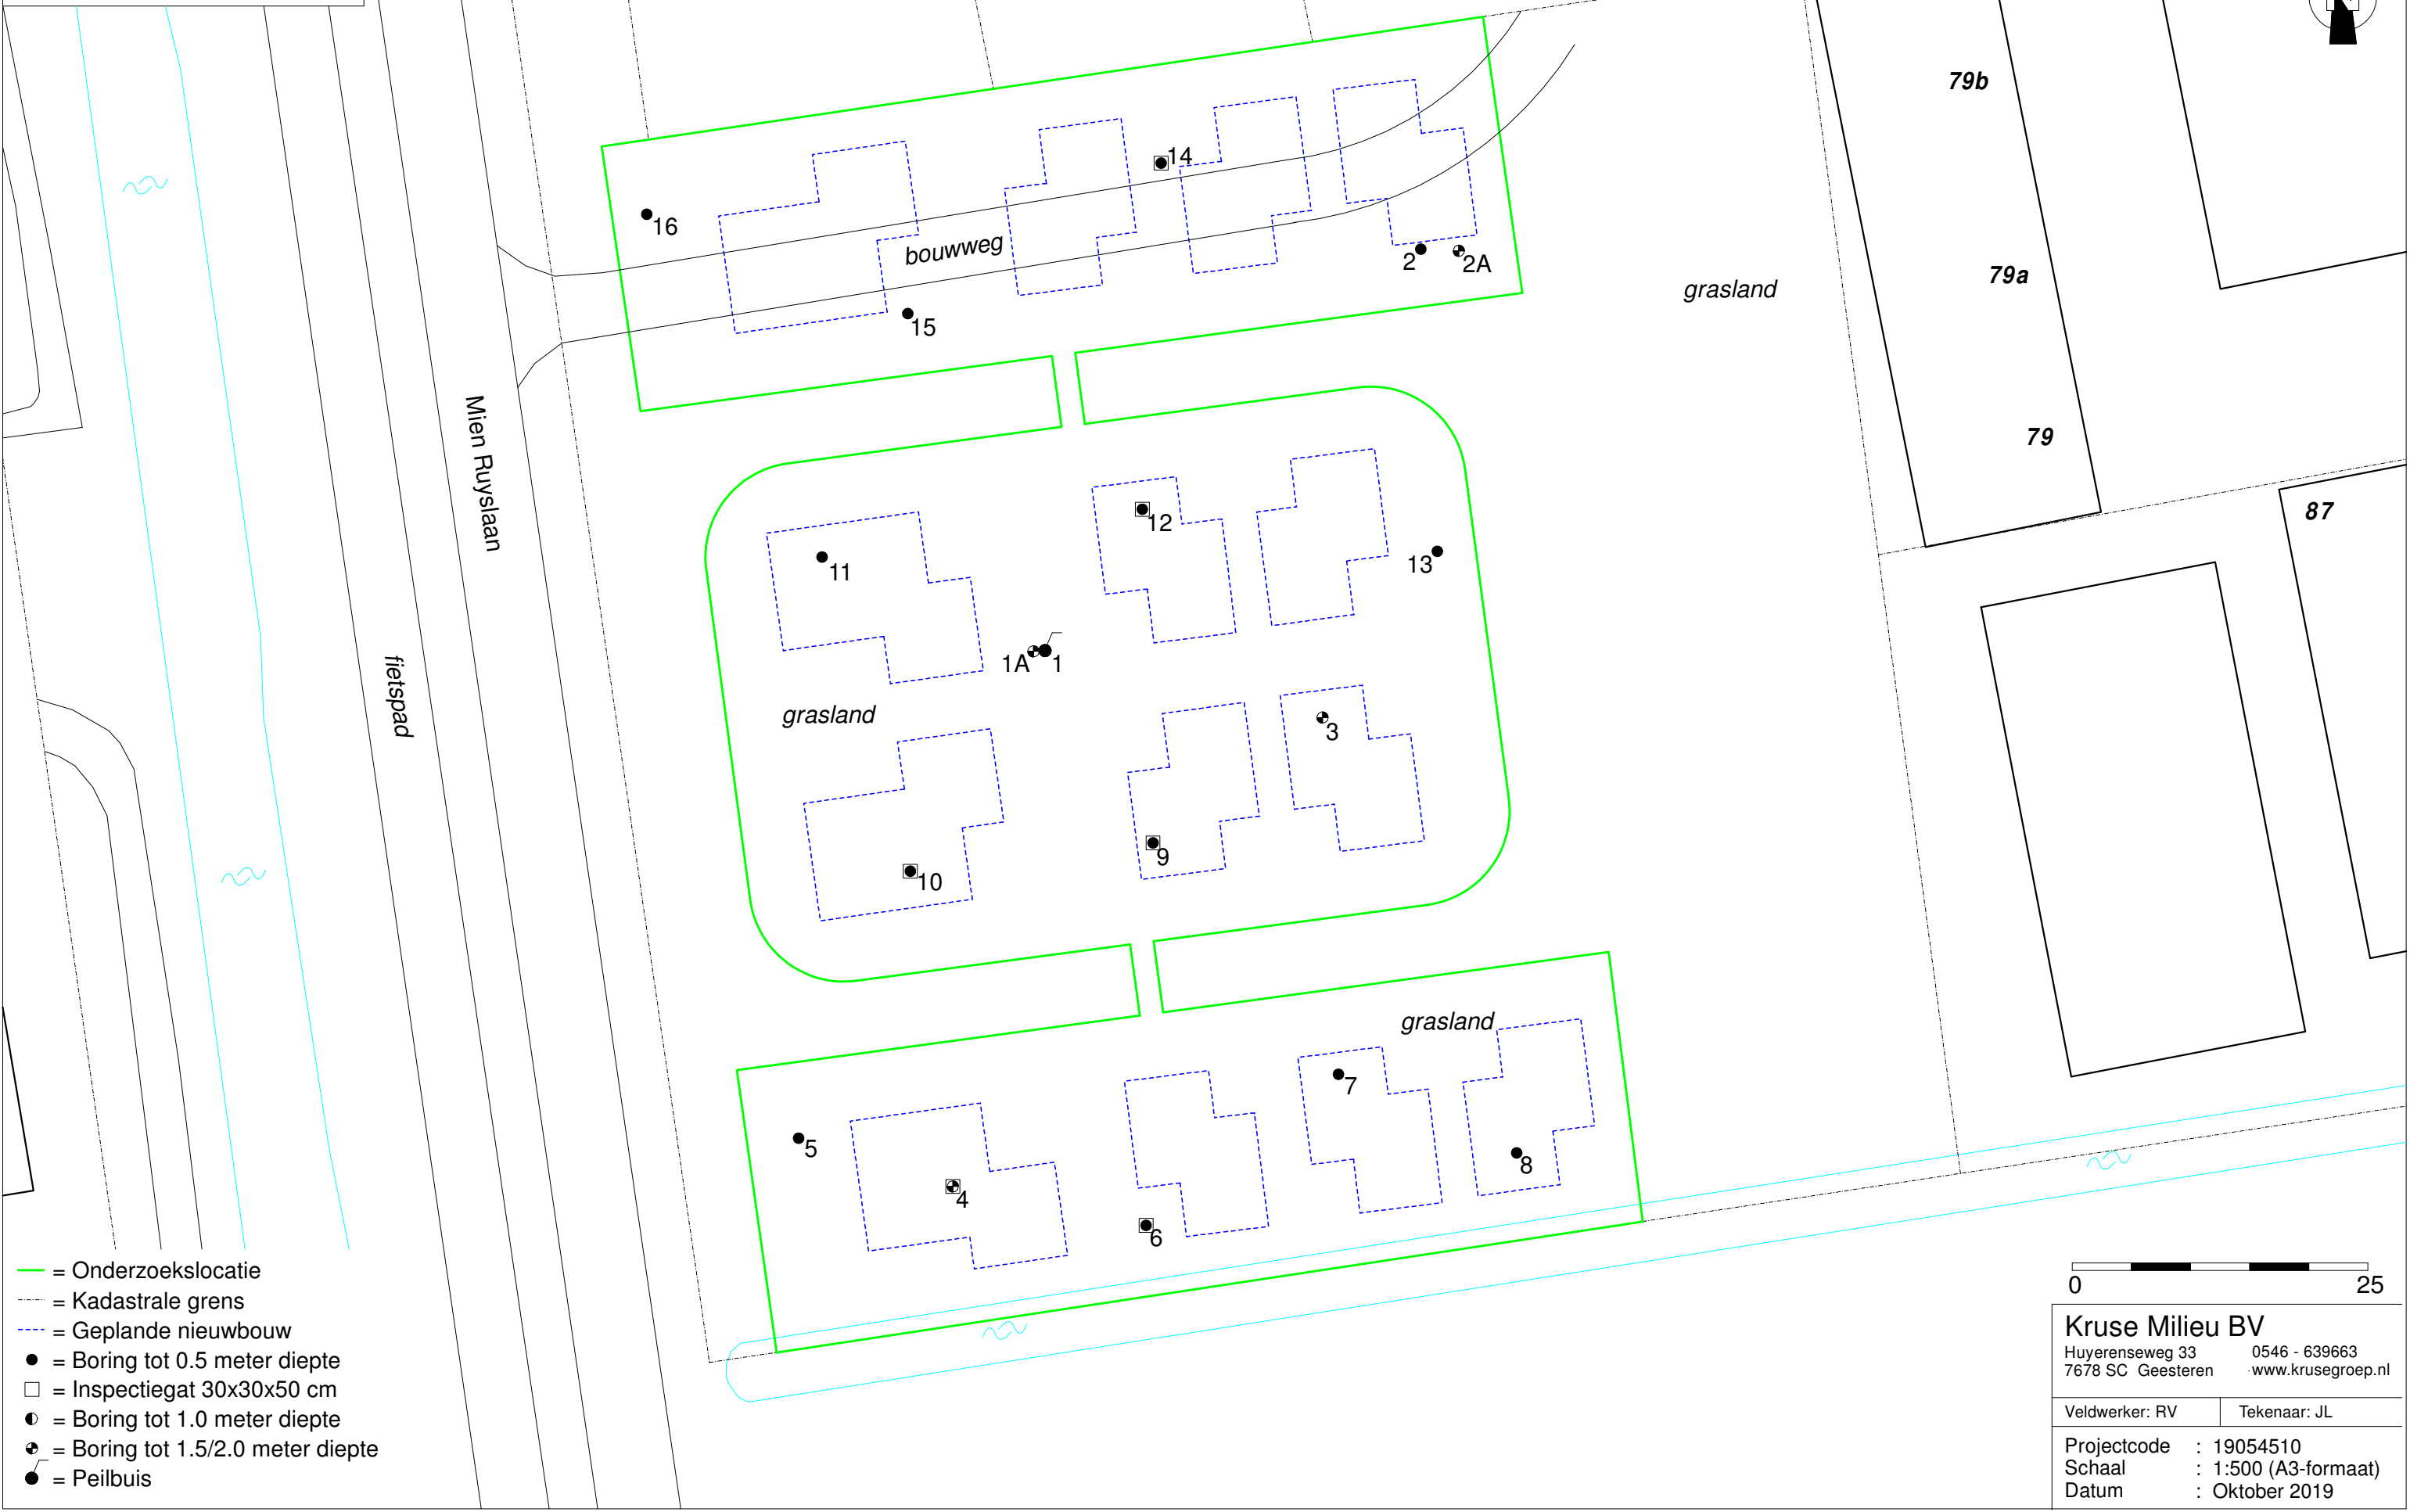 79b
14
16
bouwweg
2
2A
79a
grasland
15
79
Mien Ruyslaan
87
12
11
13
1A
1
fietspad
grasland
3
9
10
grasland
7
5
8
4
6
= Onderzoekslocatie
= Kadastrale grens
= Geplande nieuwbouw
= Boring tot 0.5 meter diepte
= Inspectiegat 30x30x50 cm
= Boring tot 1.0 meter diepte
= Boring tot 1.5/2.0 meter diepte
= Peilbuis
0 25
Kruse Milieu BV
Huyerenseweg 33 0546 - 639663
7678 SC Geesteren www.krusegroep.nl
Veldwerker: RV Tekenaar: JL
Projectcode : 19054510
Schaal : 1:500 (A3-formaat)
Datum : Oktober 2019